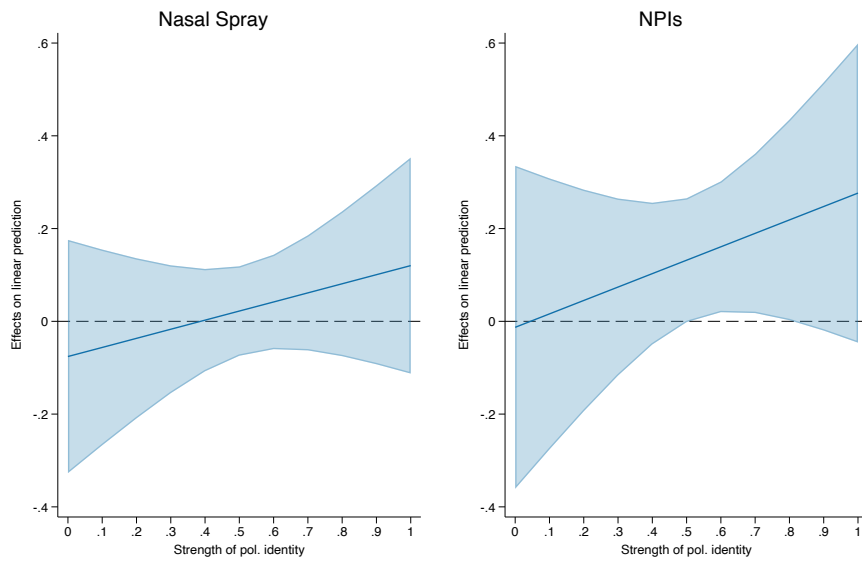 Nasal Spray
.6
.4
.2
0
-.2
-.4
Effects on linear prediction
0 .1 .2 .3 .4 .5 .6 .7 .8 .9 1
Strength of pol. identity
NPIs
.6
.4
.2
0
-.2
-.4
Effects on linear prediction
0 .1 .2 .3 .4 .5 .6 .7 .8 .9 1
Strength of pol. identity